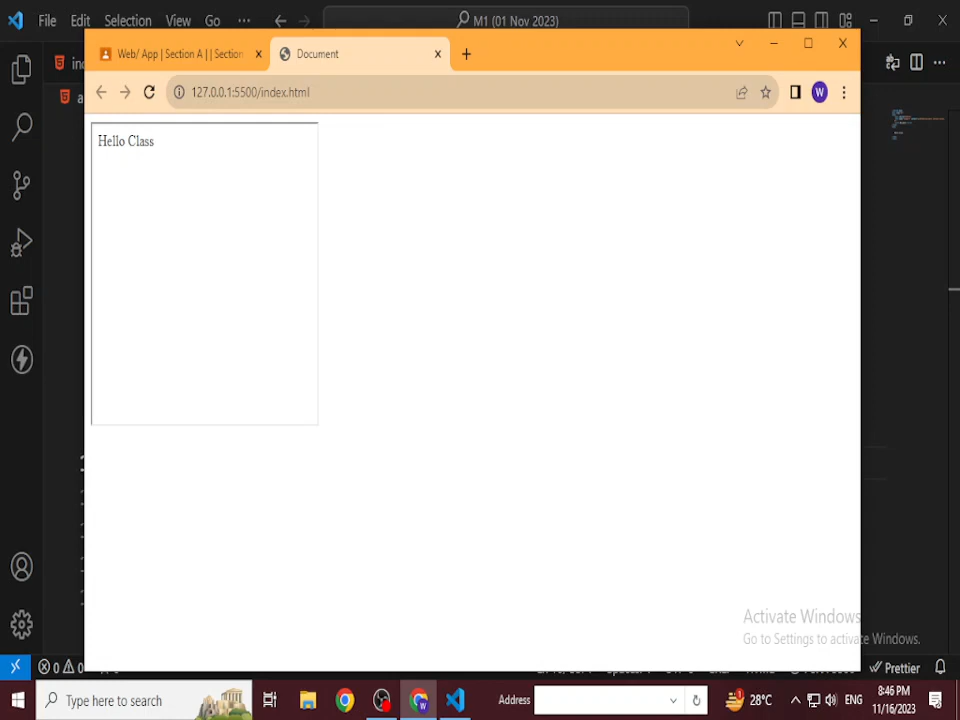 File Edit Selection View Go ··· M1 (01 Nov 2023)
Web/ App | Section A | | Section
Document
127.0.0.1:5500/index.html
W
Hello Class
Activate Windows
Go to Settings to activate Windows.
0 0
Prettier
Type here to search
Address
28°C
ENG
8:46 PM
11/16/2023